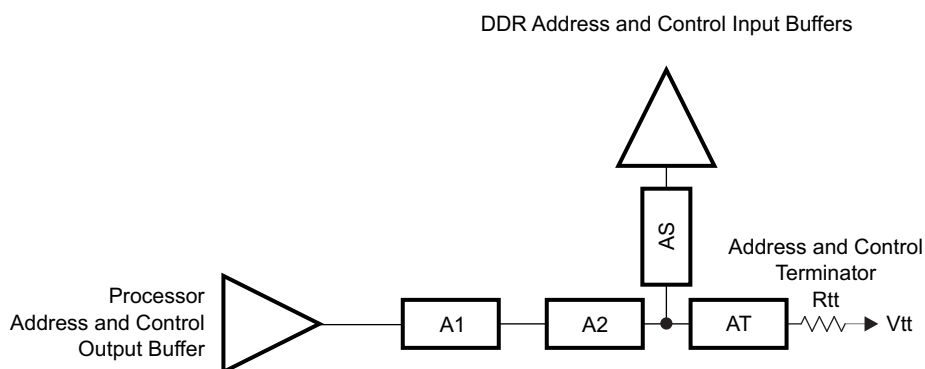 DDR Address and Control Input Buffers
AS
Address and Control
Terminator
Rtt
Processor
Address and Control
Output Buffer
A1
A2
AT
Vtt